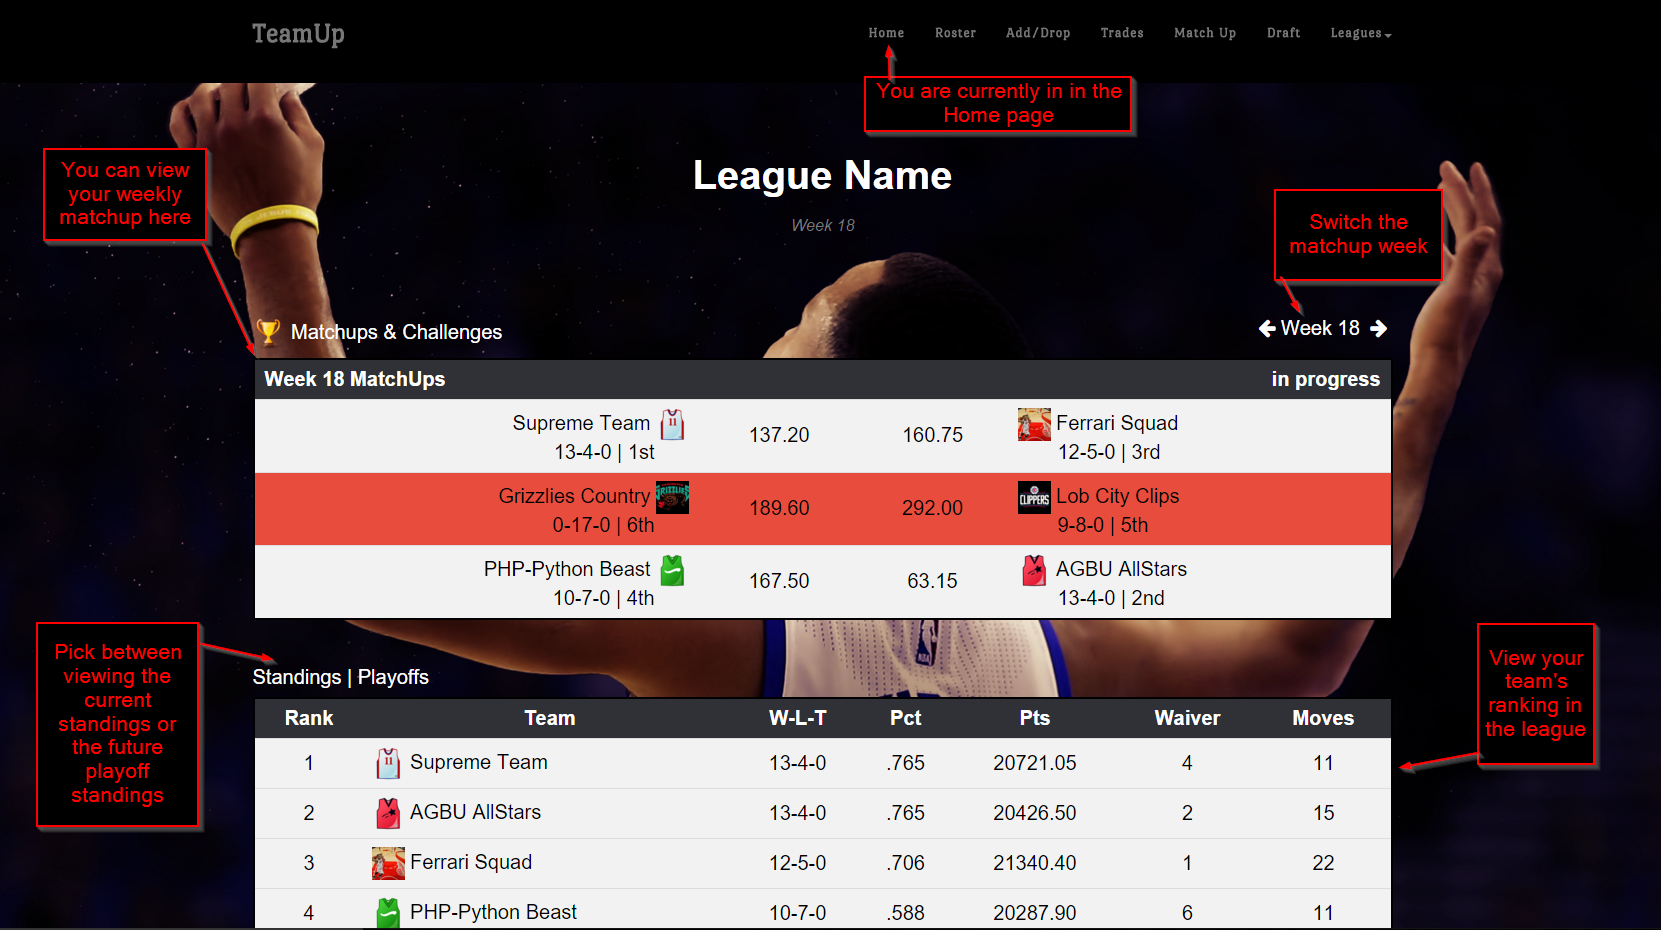 TeamUp
Home Roster Add/Drop Trades Match Up Draft Leagues
You are currently in in the
Home page
You can view
your weekly
matchup here
League Name
Week 18
Switch the
matchup week
Matchups & Challenges
Week 18
Week 18 MatchUps in progress
Supreme Team 11 137.20 160.75 Ferrari Squad
13-4-0 | 1st 12-5-0 | 3rd
Grizzlies Country GRIZZLIES 189.60 292.00 CLIPPERS Lob City Clips
0-17-0 | 6th 9-8-0 | 5th
PHP-Python Beast 167.50 63.15 AGBU AllStars
10-7-0 | 4th 13-4-0 | 2nd
Pick between
viewing the
current
standings or
the future
playoff
standings
NBA
Standings | Playoffs
View your
team's
ranking in
the league
Rank Team W-L-T Pct Pts Waiver Moves
1 11 Supreme Team 13-4-0 .765 20721.05 4 11
2 AGBU AllStars 13-4-0 .765 20426.50 2 15
3 Ferrari Squad 12-5-0 .706 21340.40 1 22
4 PHP-Python Beast 10-7-0 .588 20287.90 6 11